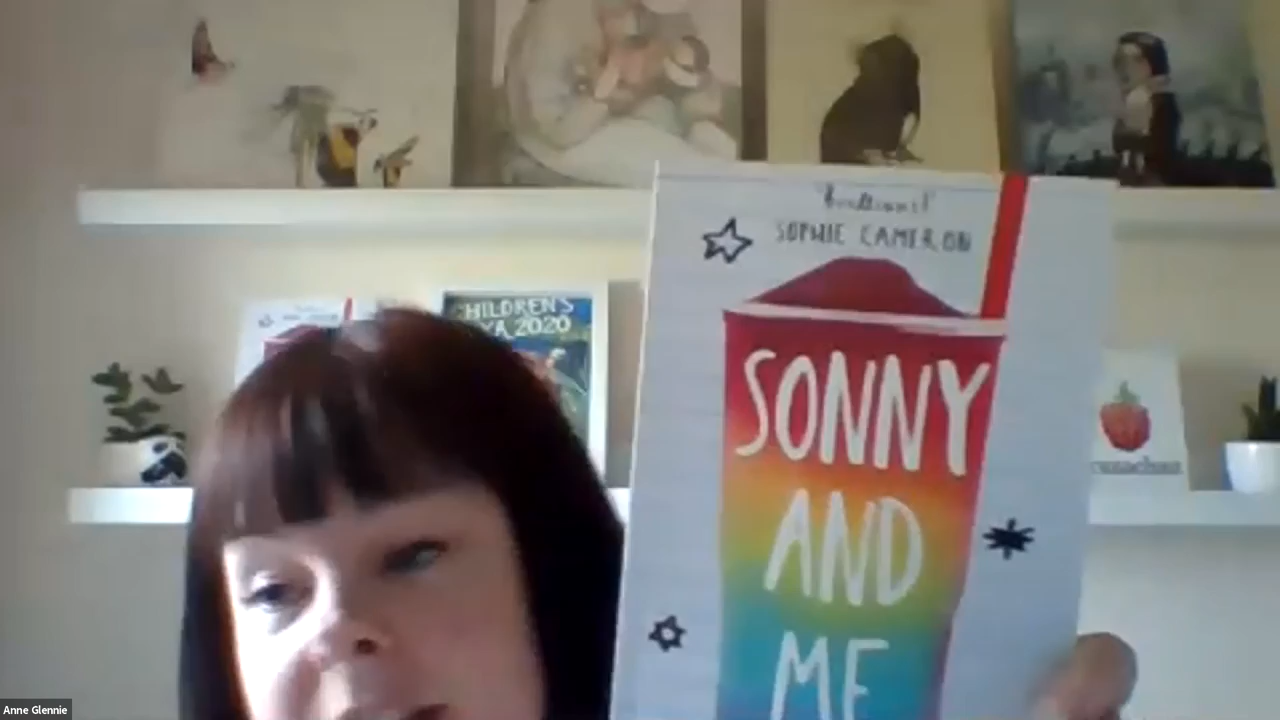 SOPHIE CAMERON
CHILDREN'S
YA 2020
SONNY
AND
ME
Anne Glennie